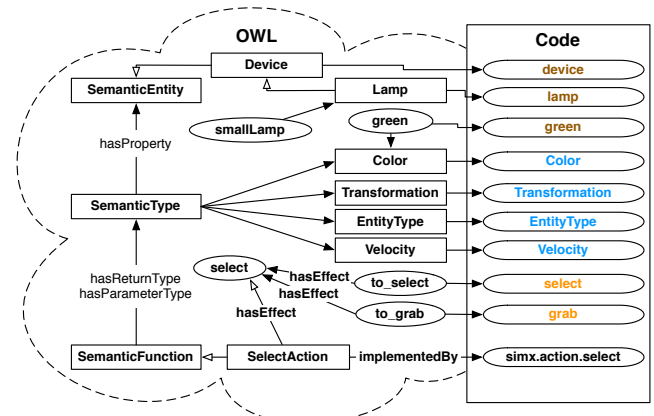 OWL
Code
Device
device
SemanticEntity
Lamp
lamp
smallLamp
green
green
hasProperty
Color
Color
SemanticType
Transformation
Transformation
EntityType
EntityType
Velocity
Velocity
select
hasEffect
to_select
select
hasReturnType
hasParameterType
hasEffect
hasEffect
to_grab
grab
SemanticFunction
SelectAction
implementedBy
simx.action.select